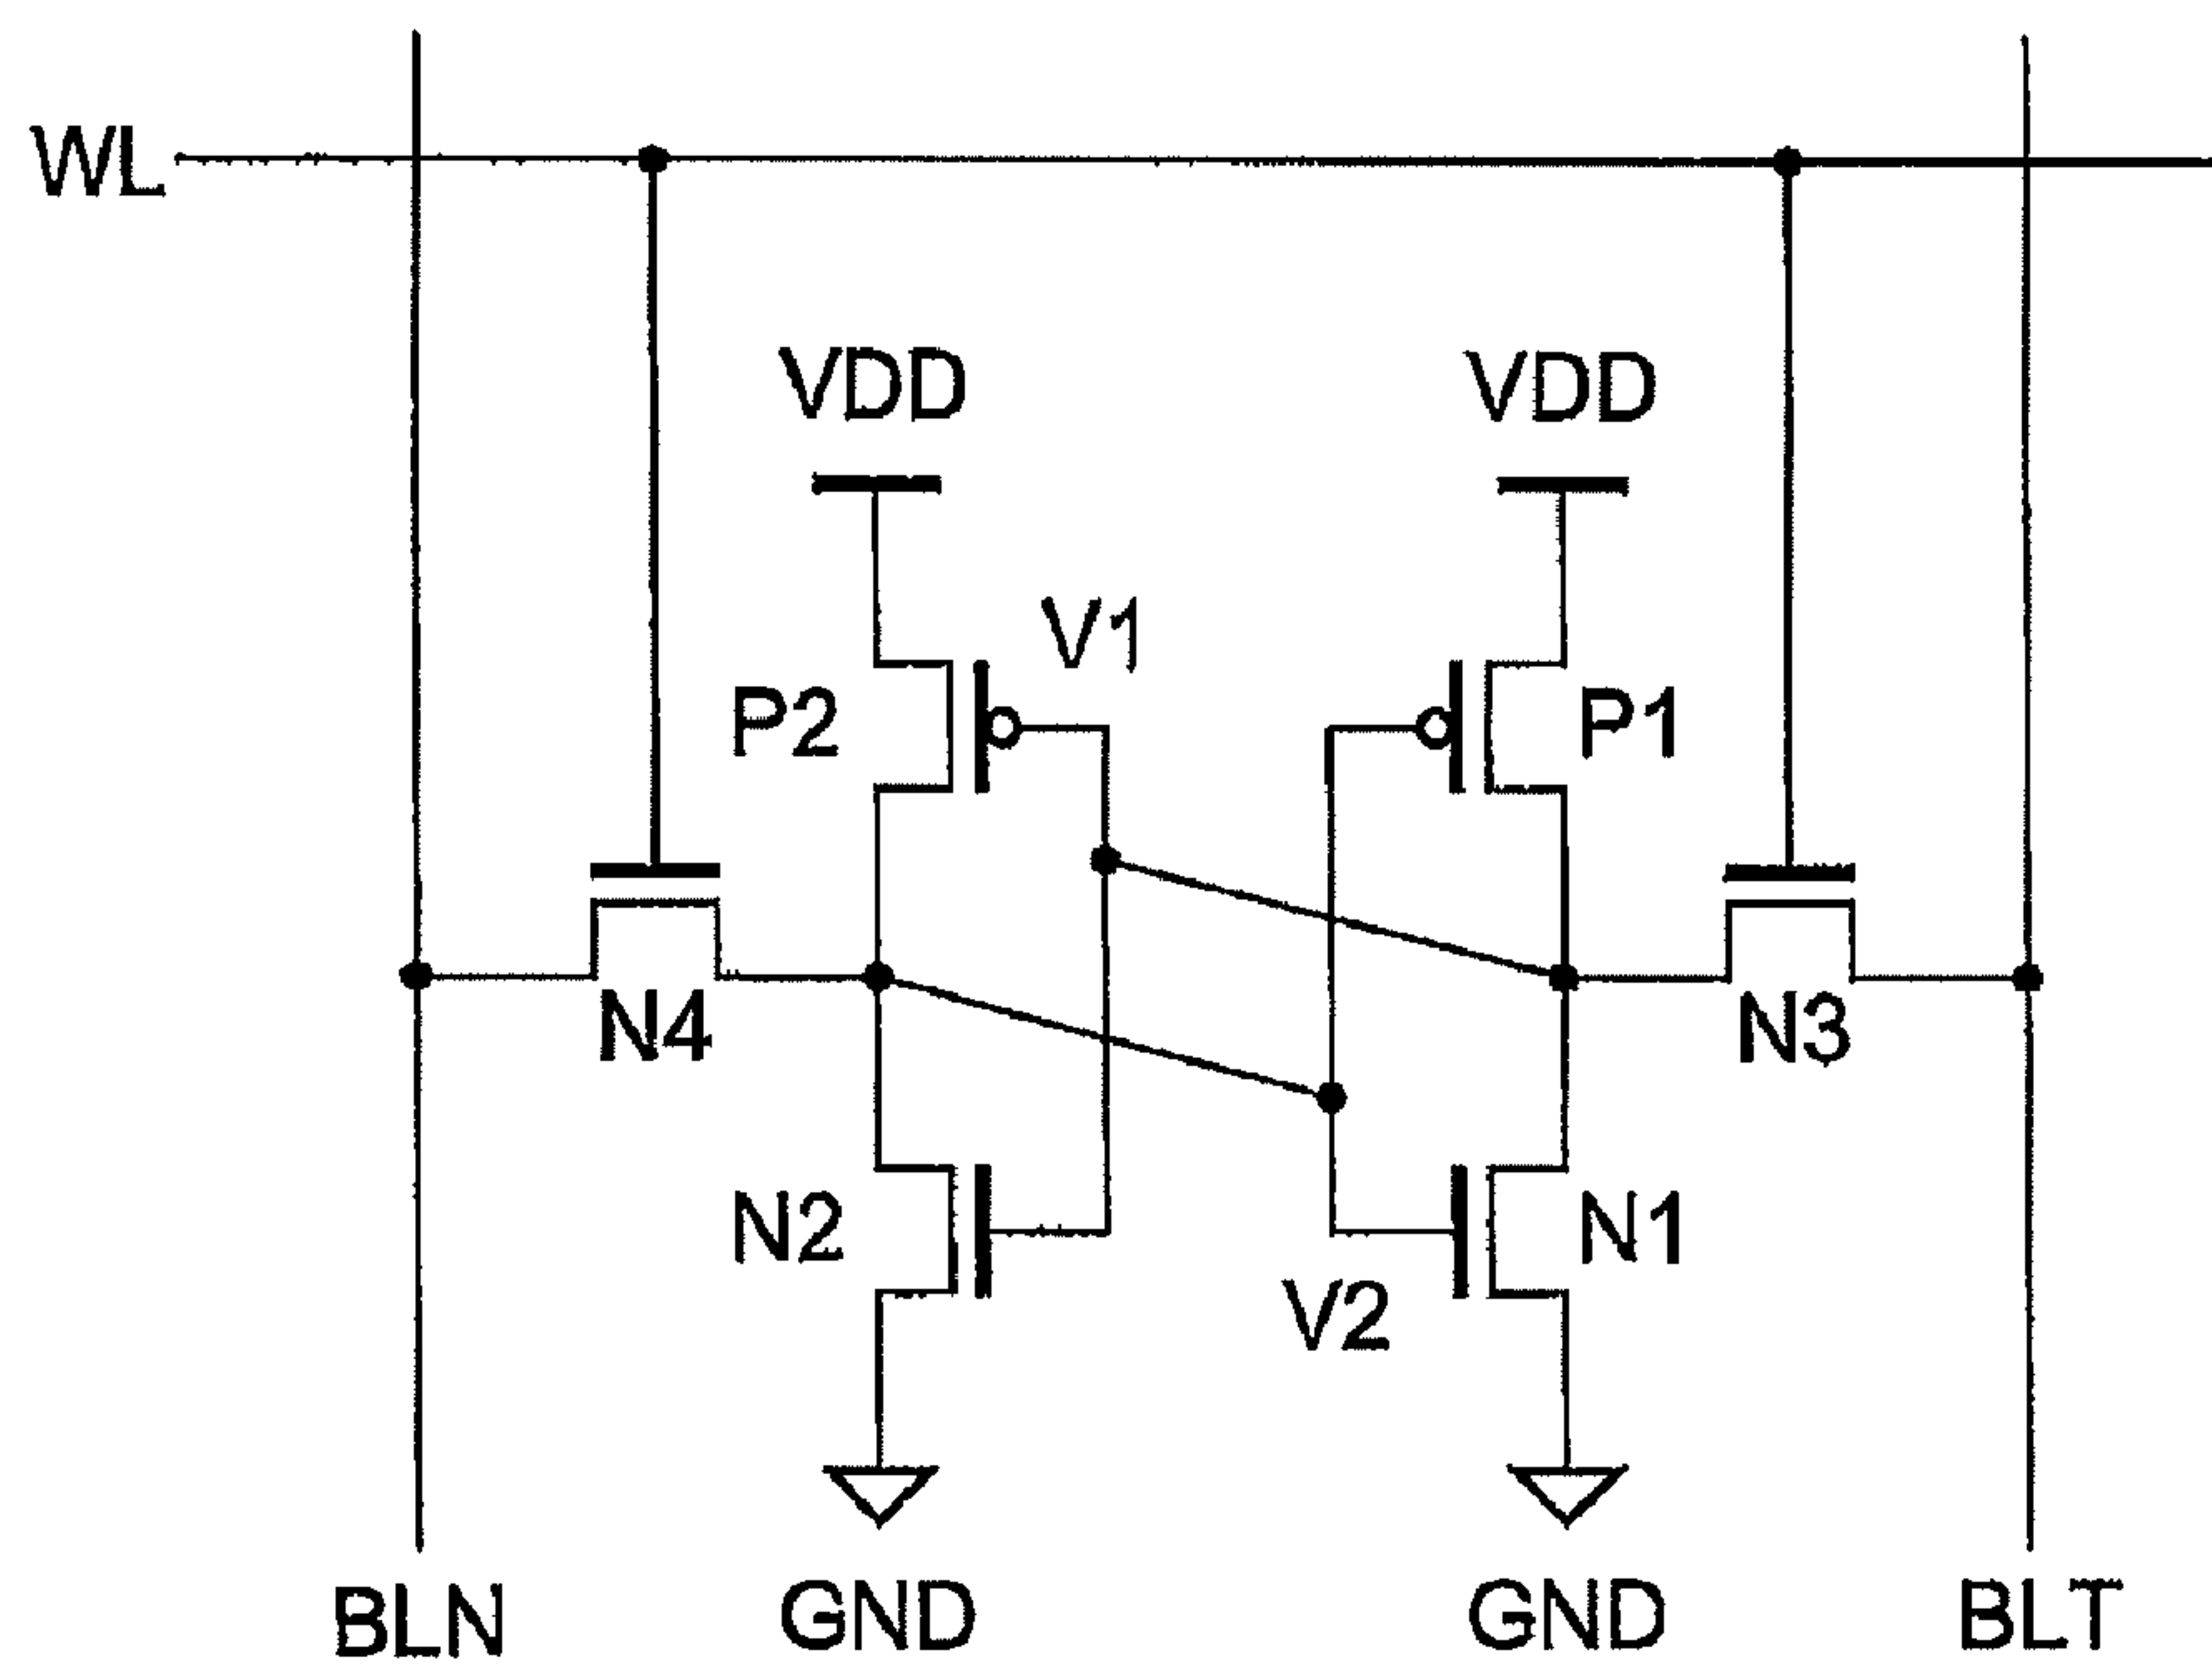 WL
VDD VDD
V1
P2 P1
N4 N3
N2 N1
V2
BLN GND GND BLT